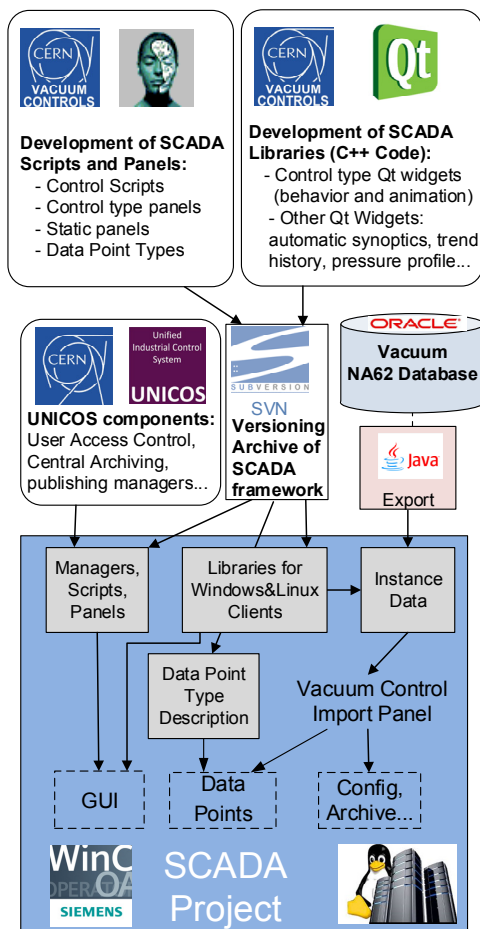 CERN
VACUUM
CONTROLS
Development of SCADA
Scripts and Panels:
- Control Scripts
- Control type panels
- Static panels
- Data Point Types
CERN
VACUUM
CONTROLS
Qt
Development of SCADA
Libraries (C++ Code):
- Control type Qt widgets
(behavior and animation)
- Other Qt Widgets:
automatic synoptics, trend
history, pressure profile...
CERN
Unified
Industrial Control
System
UNICOS
UNICOS components:
User Access Control,
Central Archiving,
publishing managers...
SUBVERSION
SVN
Versioning
Archive of
SCADA
framework
ORACLE
Vacuum
NA62 Database
Java
Export
Managers,
Scripts,
Panels
Libraries for
Windows&Linux
Clients
Instance
Data
Data Point
Type
Description
Vacuum Control
Import Panel
GUI
Data
Points
Config,
Archive...
WinC
OA
OPERAT
SIEMENS
SCADA
Project